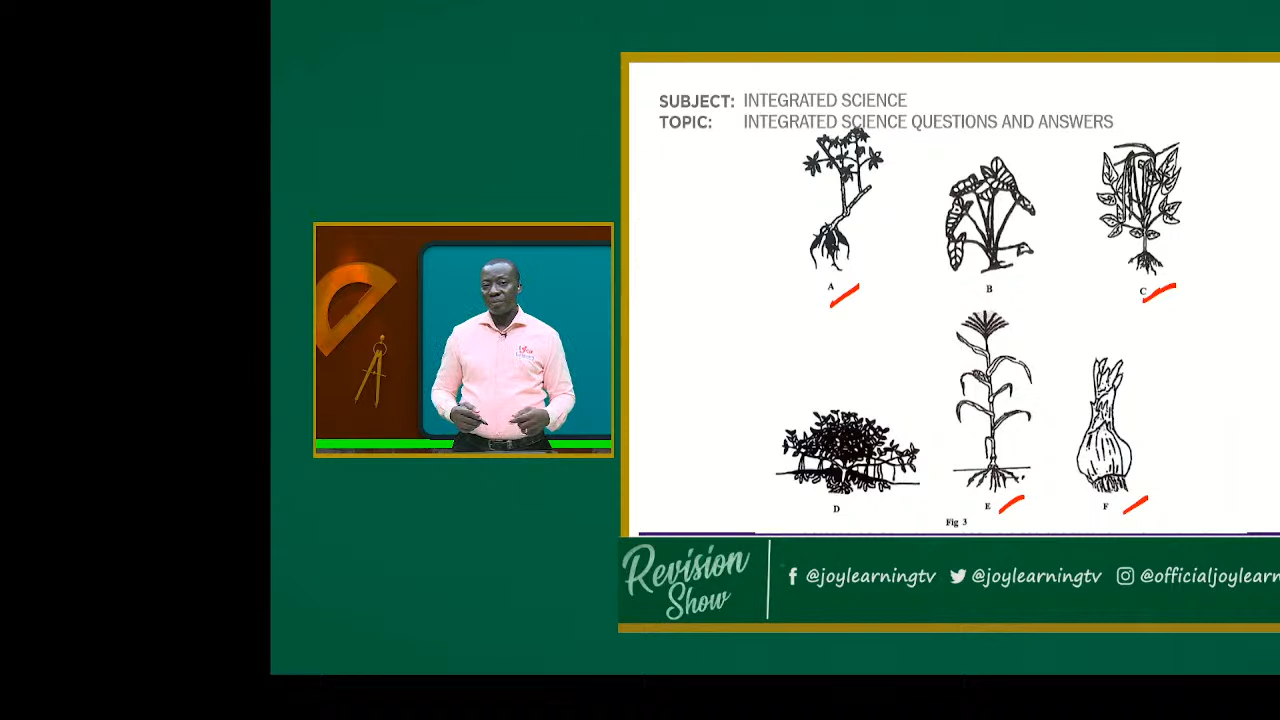 SUBJECT: INTEGRATED SCIENCE
TOPIC: INTEGRATED SCIENCE QUESTIONS AND ANSWERS
A
B
C
D
E
F
Fig 3
Revision
Show
@joylearningtv @joylearningtv @officialjoylearn